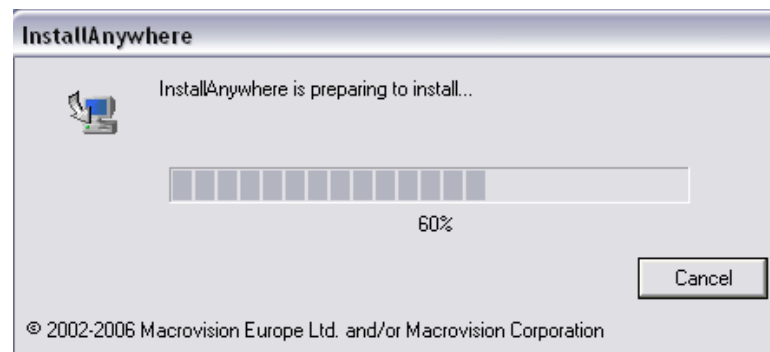 InstallAnywhere
InstallAnywhere is preparing to install...
60%
Cancel
© 2002-2006 Macrovision Europe Ltd. and/or Macrovision Corporation